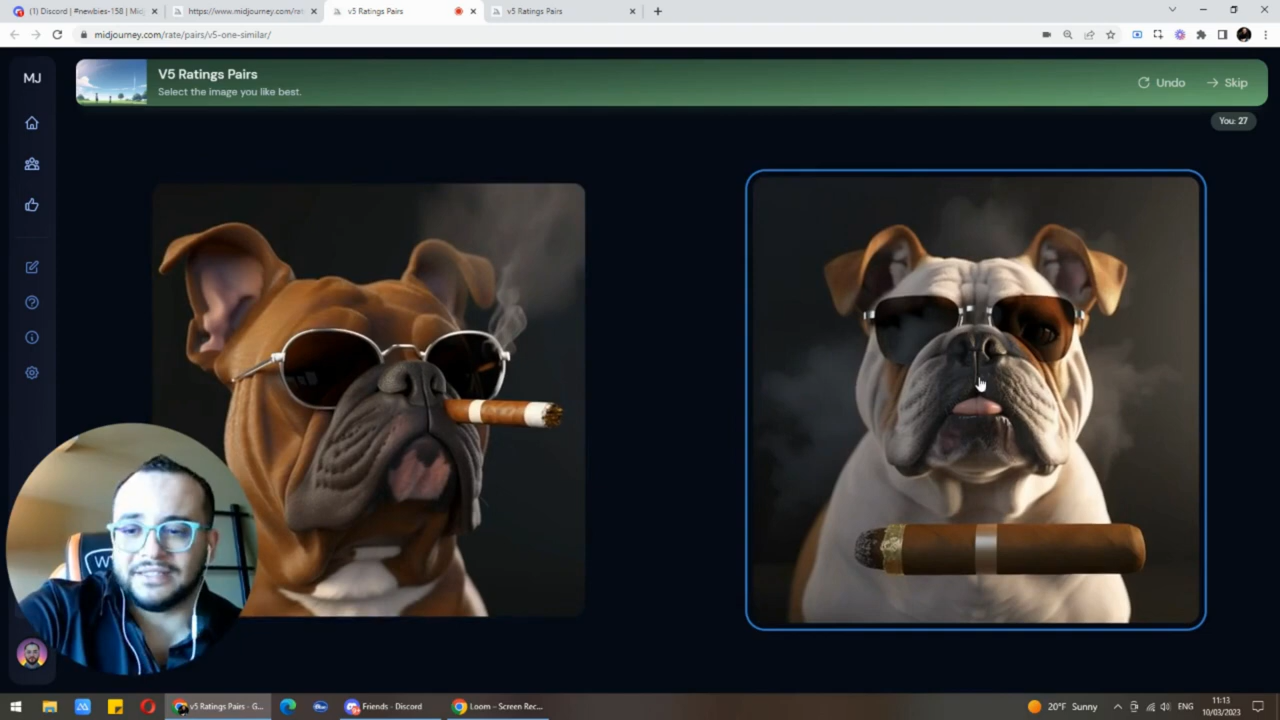 (1) Discord | #newbies-158 | Mid
https://www.midjourney.com/rat
v5 Ratings Pairs
v5 Ratings Pairs
midjourney.com/rate/pairs/v5-one-similar/
MJ
V5 Ratings Pairs
Select the image you like best.
Undo
Skip
You: 27
W
v5 Ratings Pairs - G...
Friends - Discord
Loom – Screen Rec...
20°F Sunny
ENG
11:13
10/03/2023